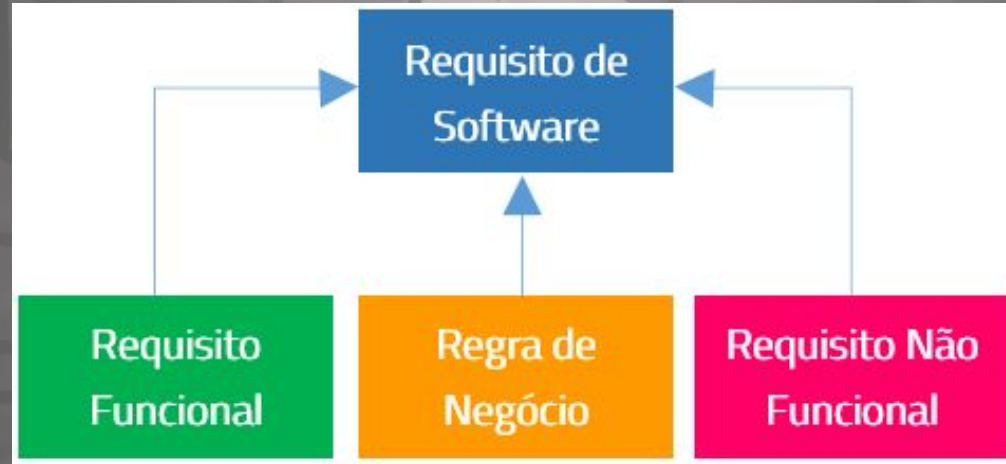 Requisito de
Software
Requisito
Funcional
Regra de
Negócio
Requisito Não
Funcional